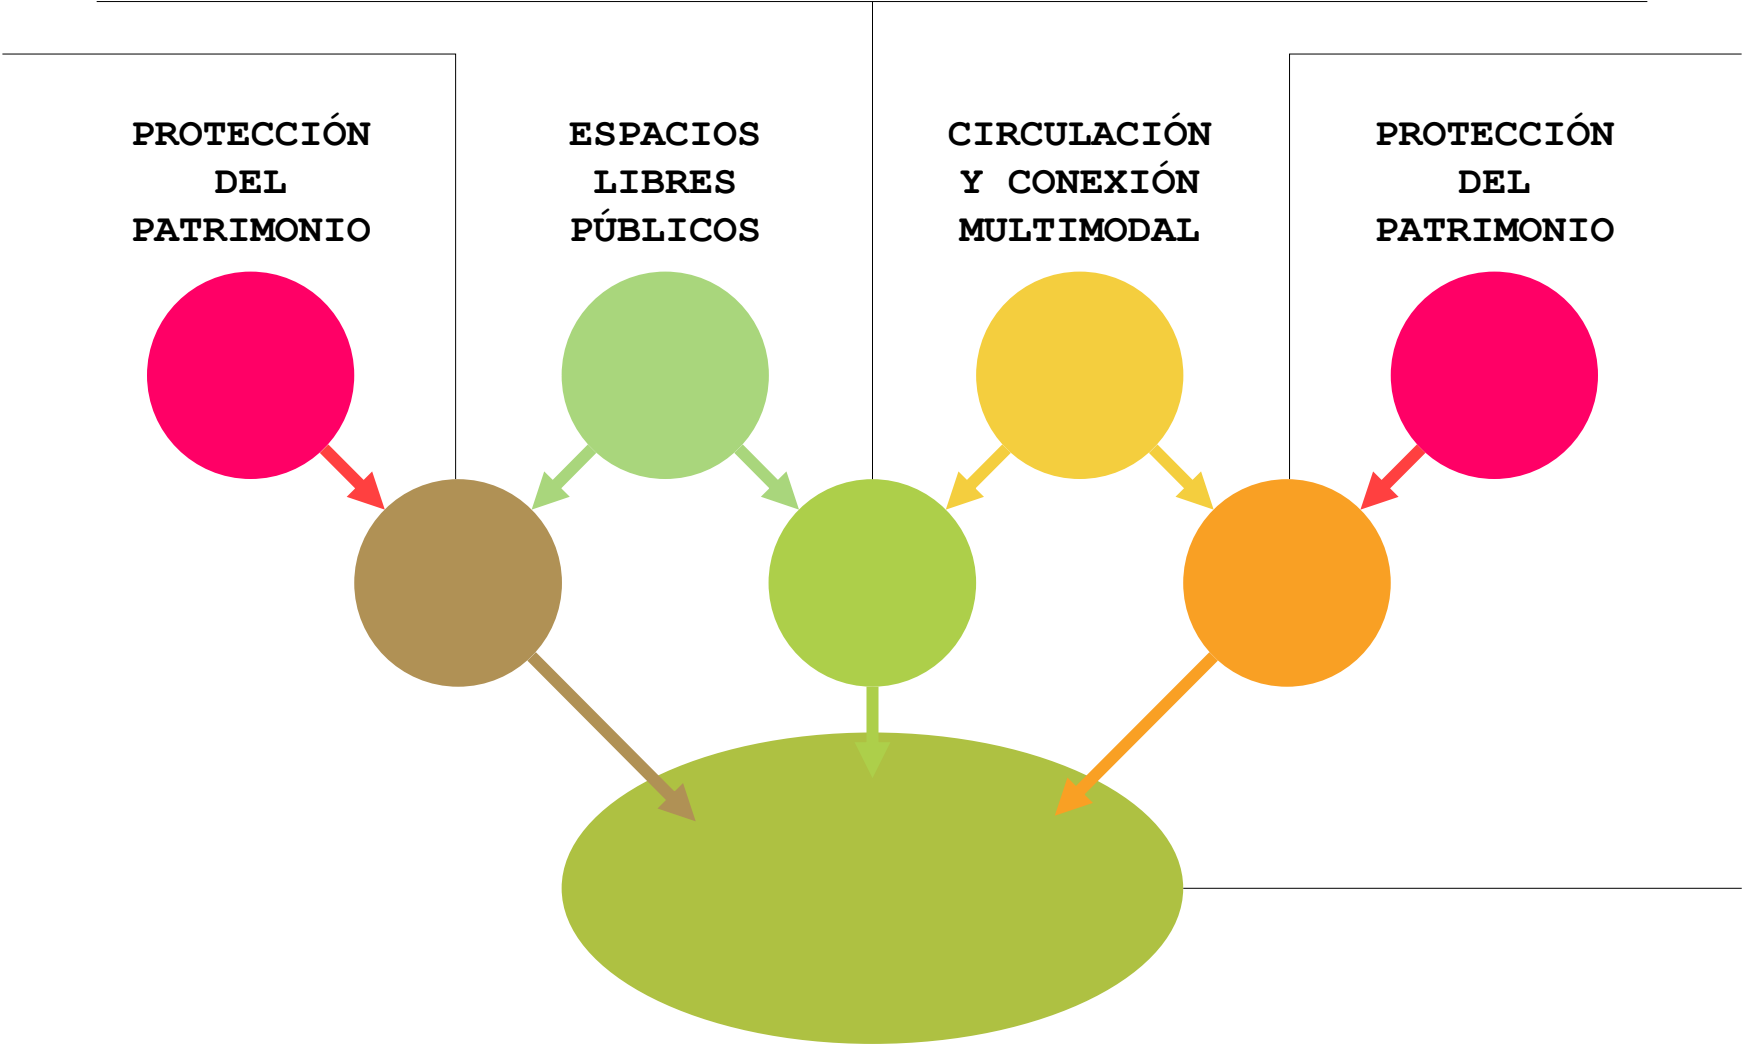 PROTECCIÓN
DEL
PATRIMONIO
ESPACIOS
LIBRES
PÚBLICOS
CIRCULACIÓN
Y CONEXIÓN
MULTIMODAL
PROTECCIÓN
DEL
PATRIMONIO